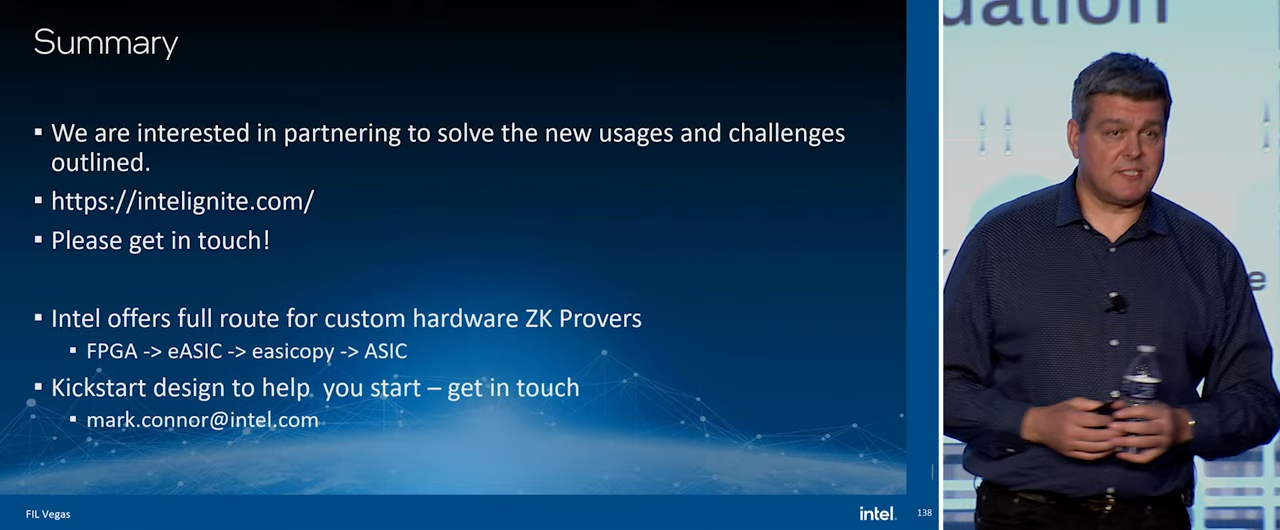 Summary
▪ We are interested in partnering to solve the new usages and challenges
outlined.
▪ https://intelignite.com/
▪ Please get in touch!
▪ Intel offers full route for custom hardware ZK Provers
▪ FPGA -> eASIC -> easicopy -> ASIC
▪ Kickstart design to help  you start – get in touch
▪ mark.connor@intel.com
FIL Vegas
intel.
138
dation
e